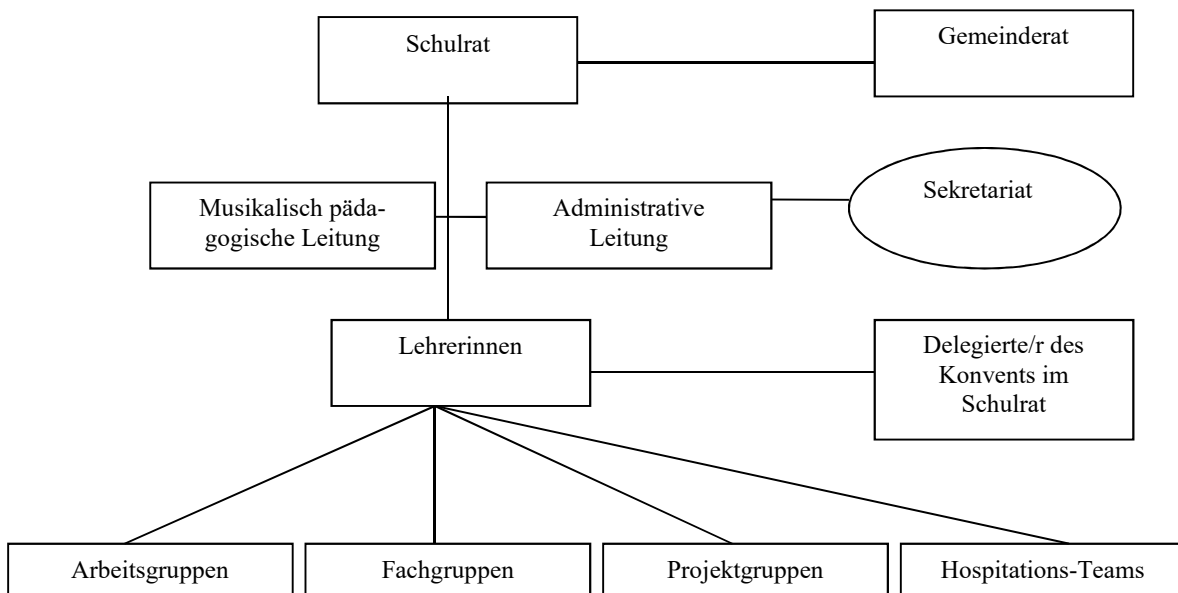 Schulrat
Gemeinderat
Musikalisch päda-
gogische Leitung
Administrative
Leitung
Sekretariat
Lehrerinnen
Delegierte/r des
Konvents im
Schulrat
Arbeitsgruppen
Fachgruppen
Projektgruppen
Hospitations-Teams